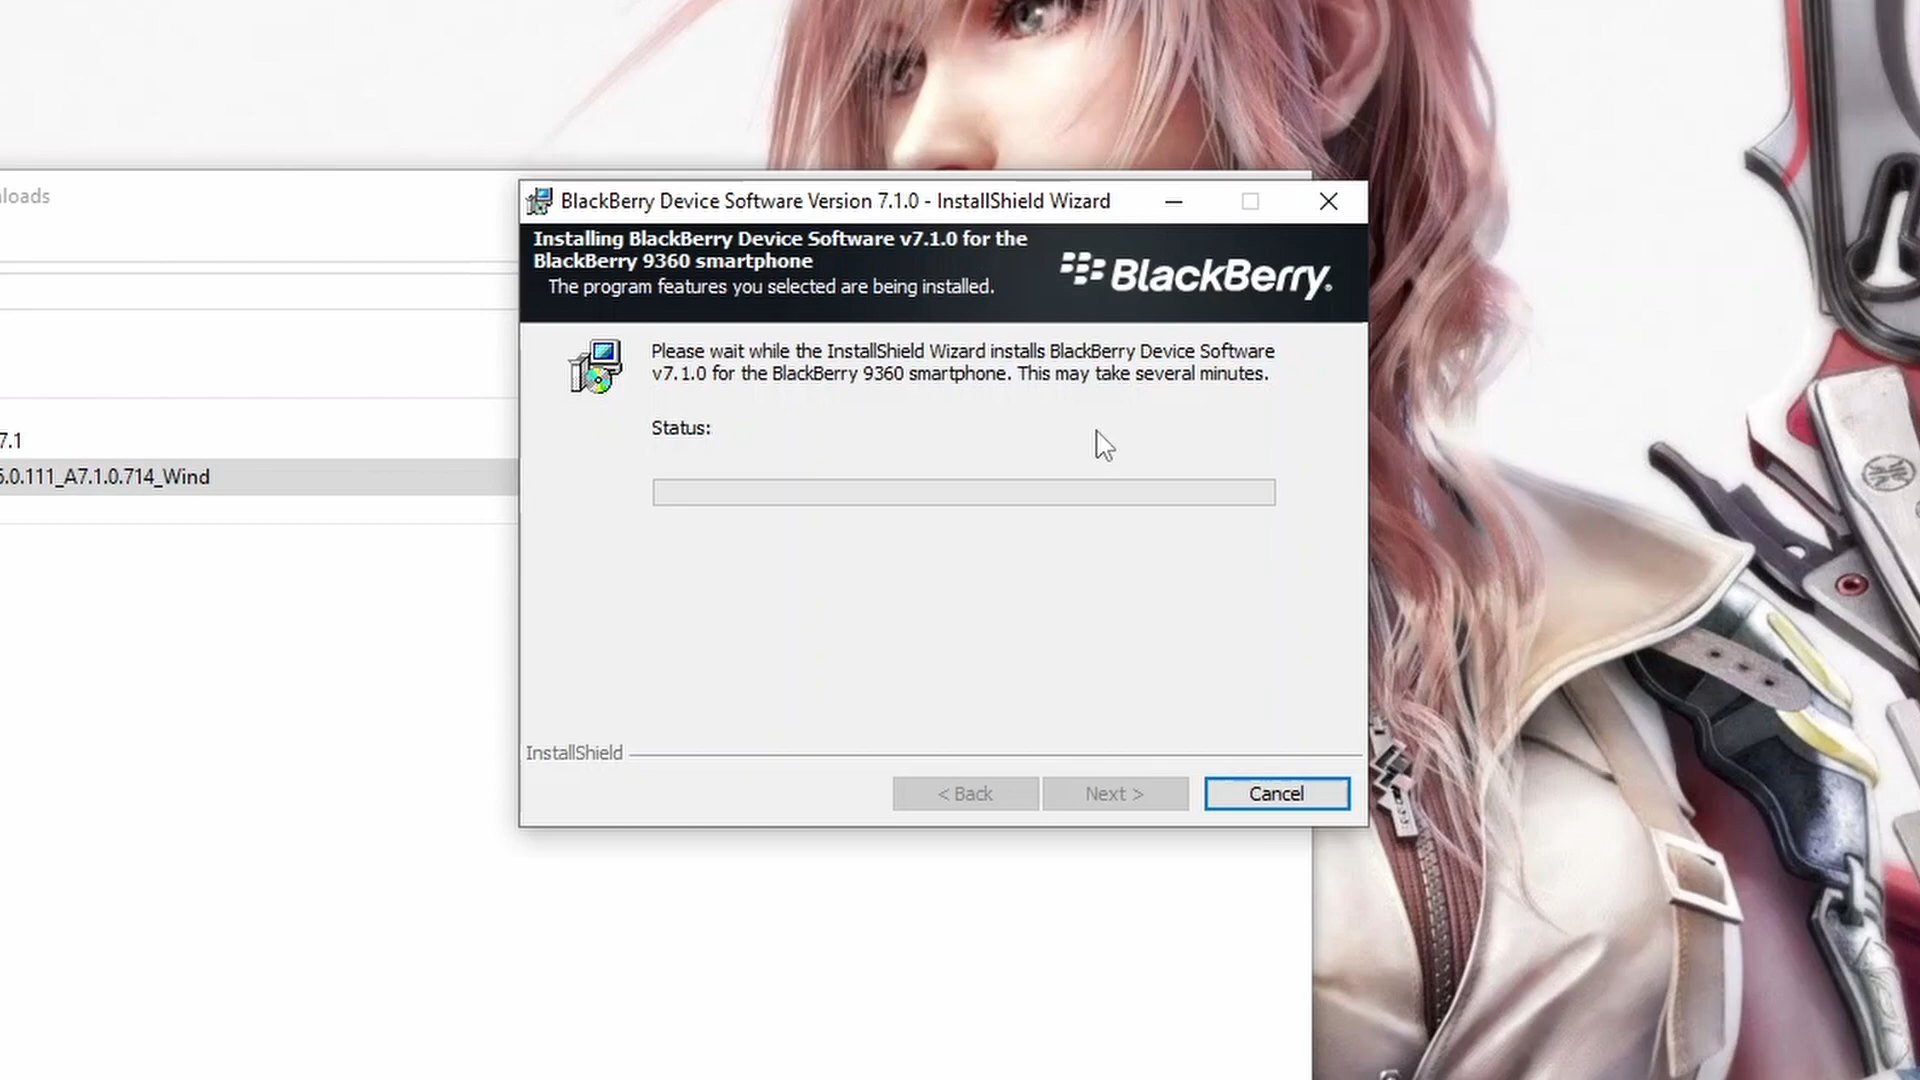 loads
BlackBerry Device Software Version 7.1.0 - InstallShield Wizard
Installing BlackBerry Device Software v7.1.0 for the
BlackBerry 9360 smartphone
The program features you selected are being installed.
BlackBerry®
Please wait while the InstallShield Wizard installs BlackBerry Device Software
v7.1.0 for the BlackBerry 9360 smartphone. This may take several minutes.
Status:
7.1
6.0.111_A7.1.0.714_Wind
InstallShield
< Back
Next >
Cancel